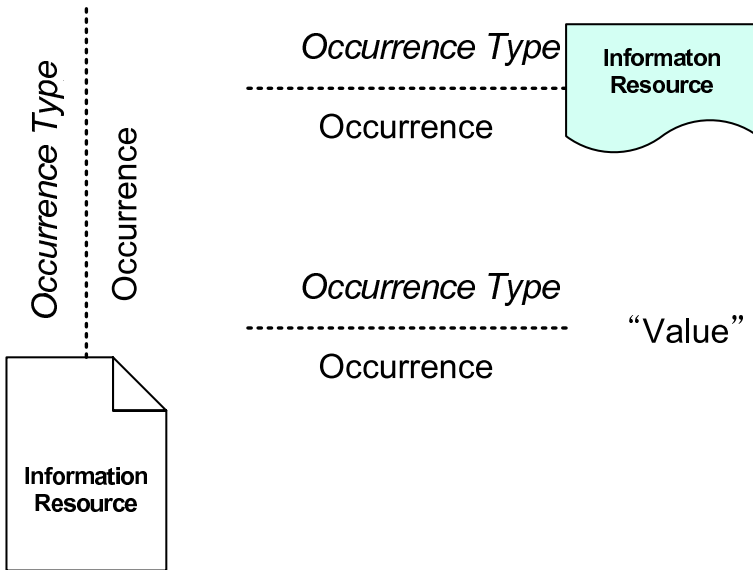 Occurrence Type
Occurrence
Informaton
Resource
Occurrence Type
Occurrence
Occurrence Type
Occurrence
“Value”
Information
Resource